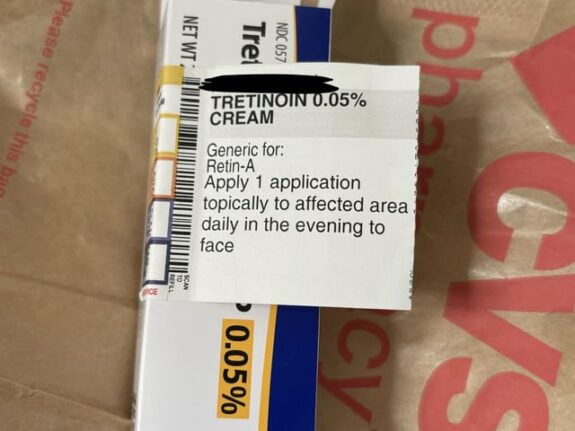 TRETINOIN 0.05%
CREAM
Generic for:
Retin-A
Apply 1 application
topically to affected area
daily in the evening to
face
SCAN
TO
REFILL
NDC 057
Tret
NET WT
0.05%
please recycle this bag
CVS
pharmacy